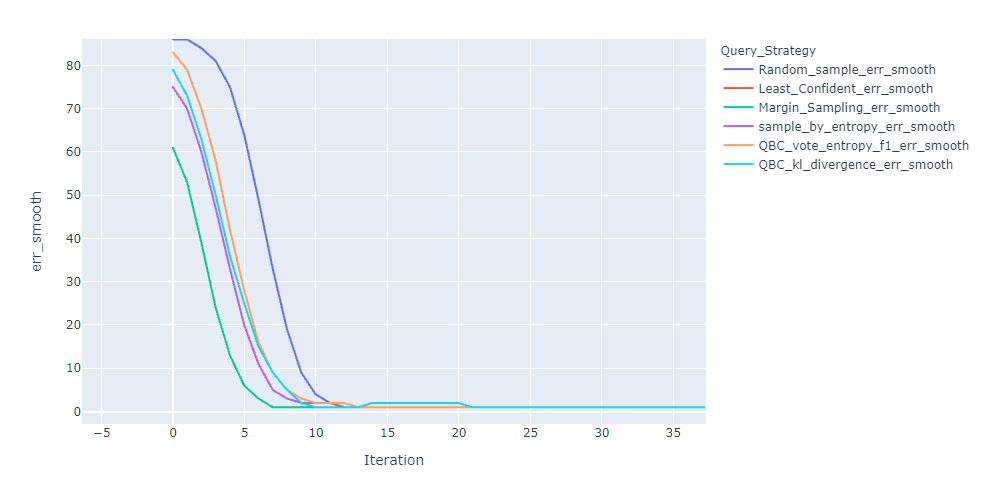 Query_Strategy
Random_sample_err_smooth
Least_Confident_err_smooth
Margin_Sampling_err_smooth
sample_by_entropy_err_smooth
QBC_vote_entropy_f1_err_smooth
QBC_kl_divergence_err_smooth
80
70
60
50
40
30
20
10
0
err_smooth
−5
0
5
10
15
20
25
30
35
Iteration